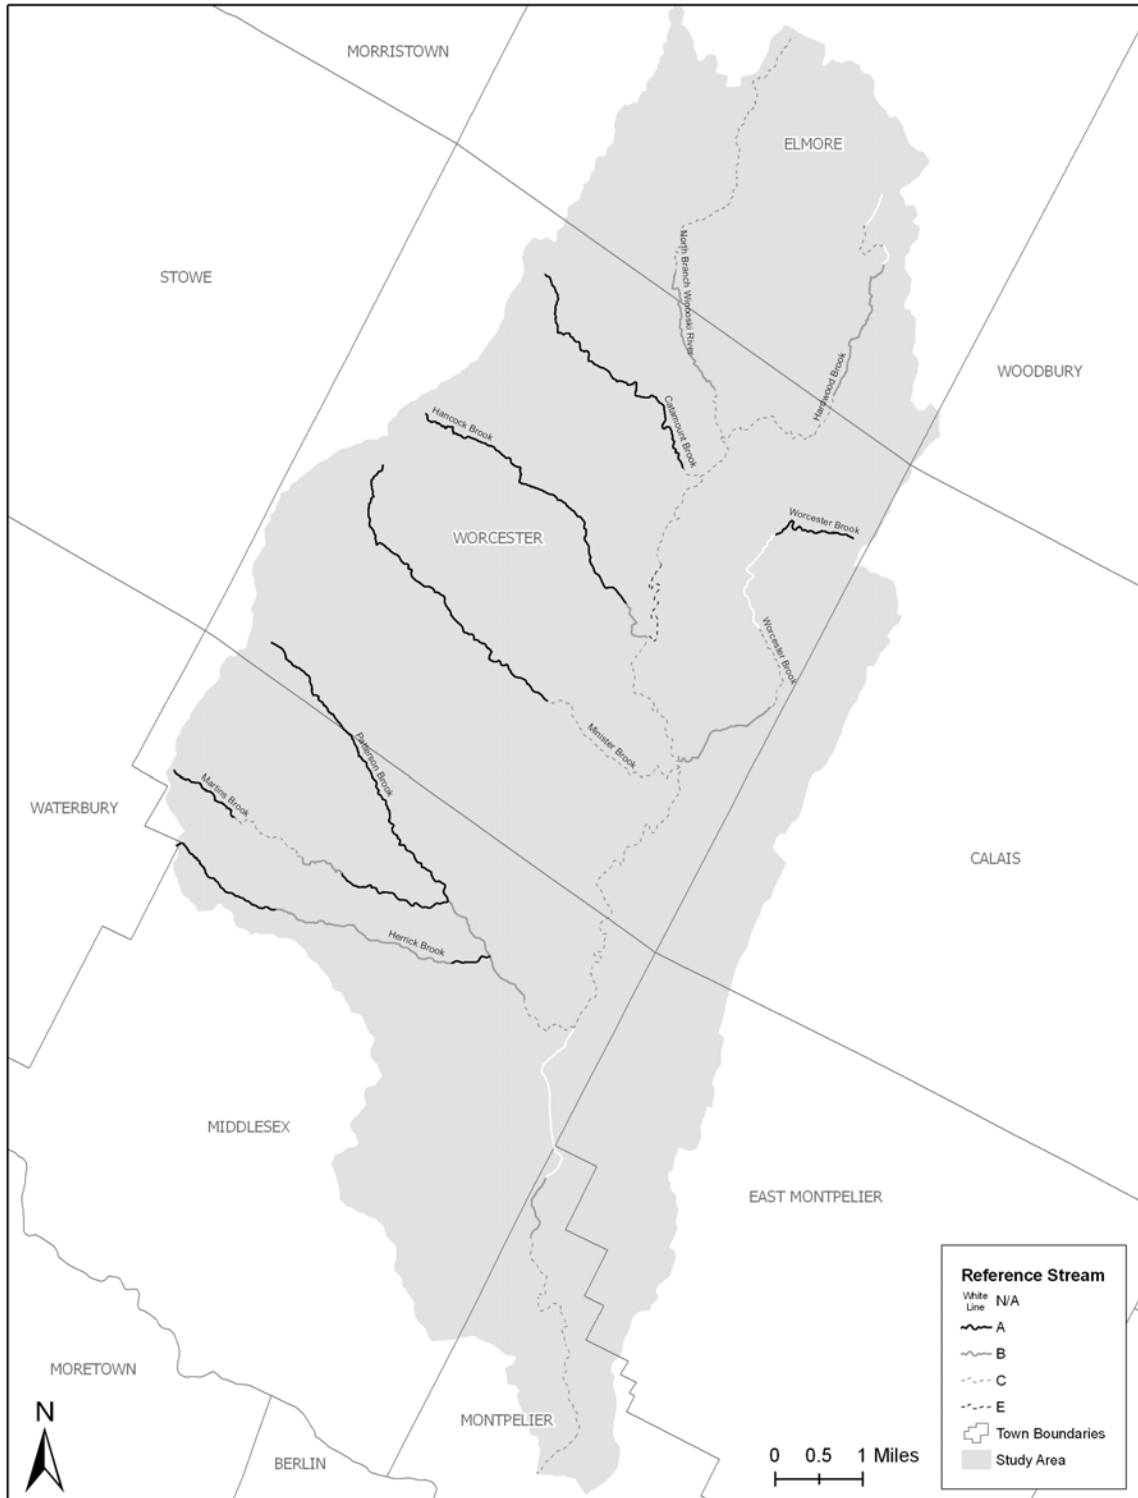 MORRISTOWN
ELMORE
STOWE
North Branch Winooski River
WOODBURY
Hardwood Brook
Catamount Brook
Hancock Brook
Worcester Brook
WORCESTER
Worcester Brook
Minister Brook
Patterson Brook
Martins Brook
WATERBURY
CALAIS
Herrick Brook
MIDDLESEX
EAST MONTPELIER
Reference Stream
White
Line N/A
A
B
C
E
Town Boundaries
Study Area
MORETOWN
N
MONTPELIER
BERLIN
0 0.5 1 Miles